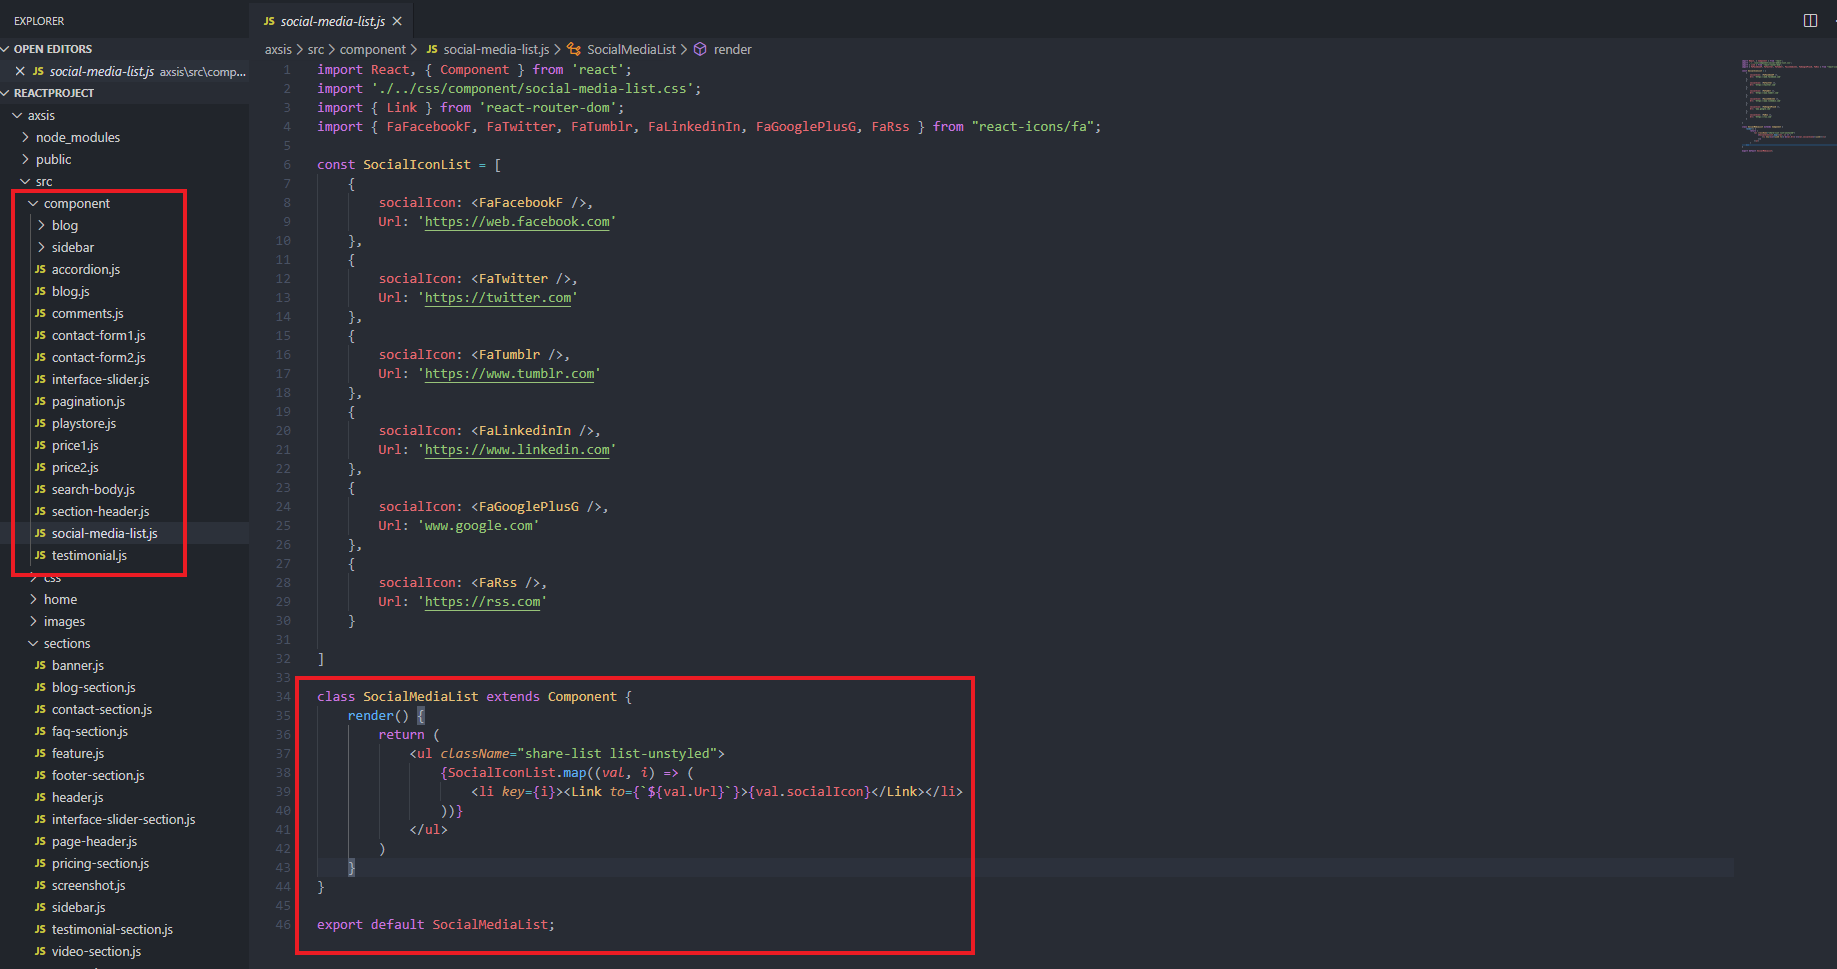 EXPLORER
OPEN EDITORS
JS social-media-list.js axsis\src\comp...
REACTPROJECT
axsis
node_modules
public
src
component
blog
sidebar
JS accordion.js
JS blog.js
JS comments.js
JS contact-form1.js
JS contact-form2.js
JS interface-slider.js
JS pagination.js
JS playstore.js
JS price1.js
JS price2.js
JS search-body.js
JS section-header.js
JS social-media-list.js
JS testimonial.js
css
home
images
sections
JS banner.js
JS blog-section.js
JS contact-section.js
JS faq-section.js
JS feature.js
JS footer-section.js
JS header.js
JS interface-slider-section.js
JS page-header.js
JS pricing-section.js
JS screenshot.js
JS sidebar.js
JS testimonial-section.js
JS video-section.js
JS social-media-list.js
axsis > src > component > JS social-media-list.js > SocialMediaList > render
1 import React, { Component } from 'react';
2 import './../css/component/social-media-list.css';
3 import { Link } from 'react-router-dom';
4 import { FaFacebookF, FaTwitter, FaTumblr, FaLinkedinIn, FaGooglePlusG, FaRss } from "react-icons/fa";
5
6 const SocialIconList = [
7 {
8 socialIcon: <FaFacebookF />,
9 Url: 'https://web.facebook.com'
10 },
11 {
12 socialIcon: <FaTwitter />,
13 Url: 'https://twitter.com'
14 },
15 {
16 socialIcon: <FaTumblr />,
17 Url: 'https://www.tumblr.com'
18 },
19 {
20 socialIcon: <FaLinkedinIn />,
21 Url: 'https://www.linkedin.com'
22 },
23 {
24 socialIcon: <FaGooglePlusG />,
25 Url: 'www.google.com'
26 },
27 {
28 socialIcon: <FaRss />,
29 Url: 'https://rss.com'
30 }
31
32 ]
33
34 class SocialMediaList extends Component {
35 render() {
36 return (
37 <ul className="share-list list-unstyled">
38 {SocialIconList.map((val, i) => (
39 <li key={i}><Link to={`${val.Url}`}>{val.socialIcon}</Link></li>
40 ))}
41 </ul>
42 )
43 }
44 }
45
46 export default SocialMediaList;